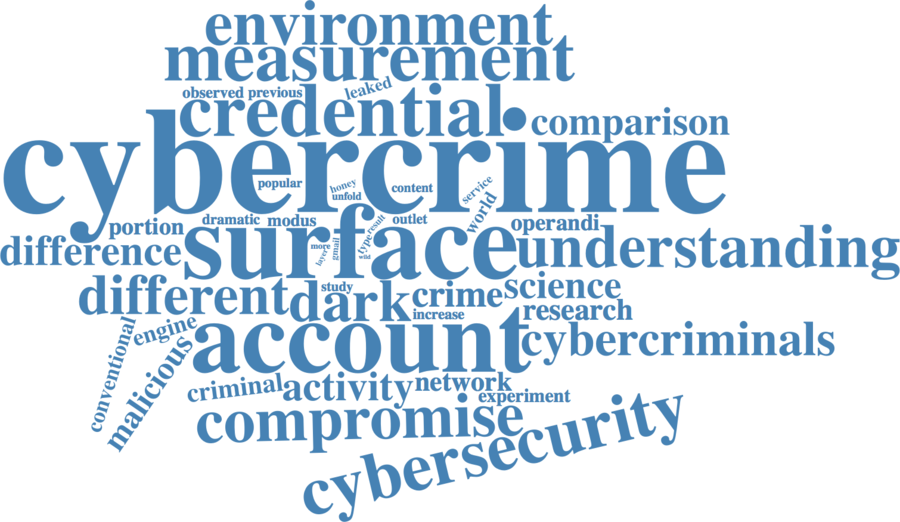 environment
measurement
observed previous leaked
credential
comparison
cybercrime
popular honey unfold content service world
portion dramatic modus result outlet operandi
difference surface more layer gmail type wild understanding
different dark study crime science
increase research
conventional engine account cybercriminals
malicious criminal activity network
experiment
compromise
cybersecurity